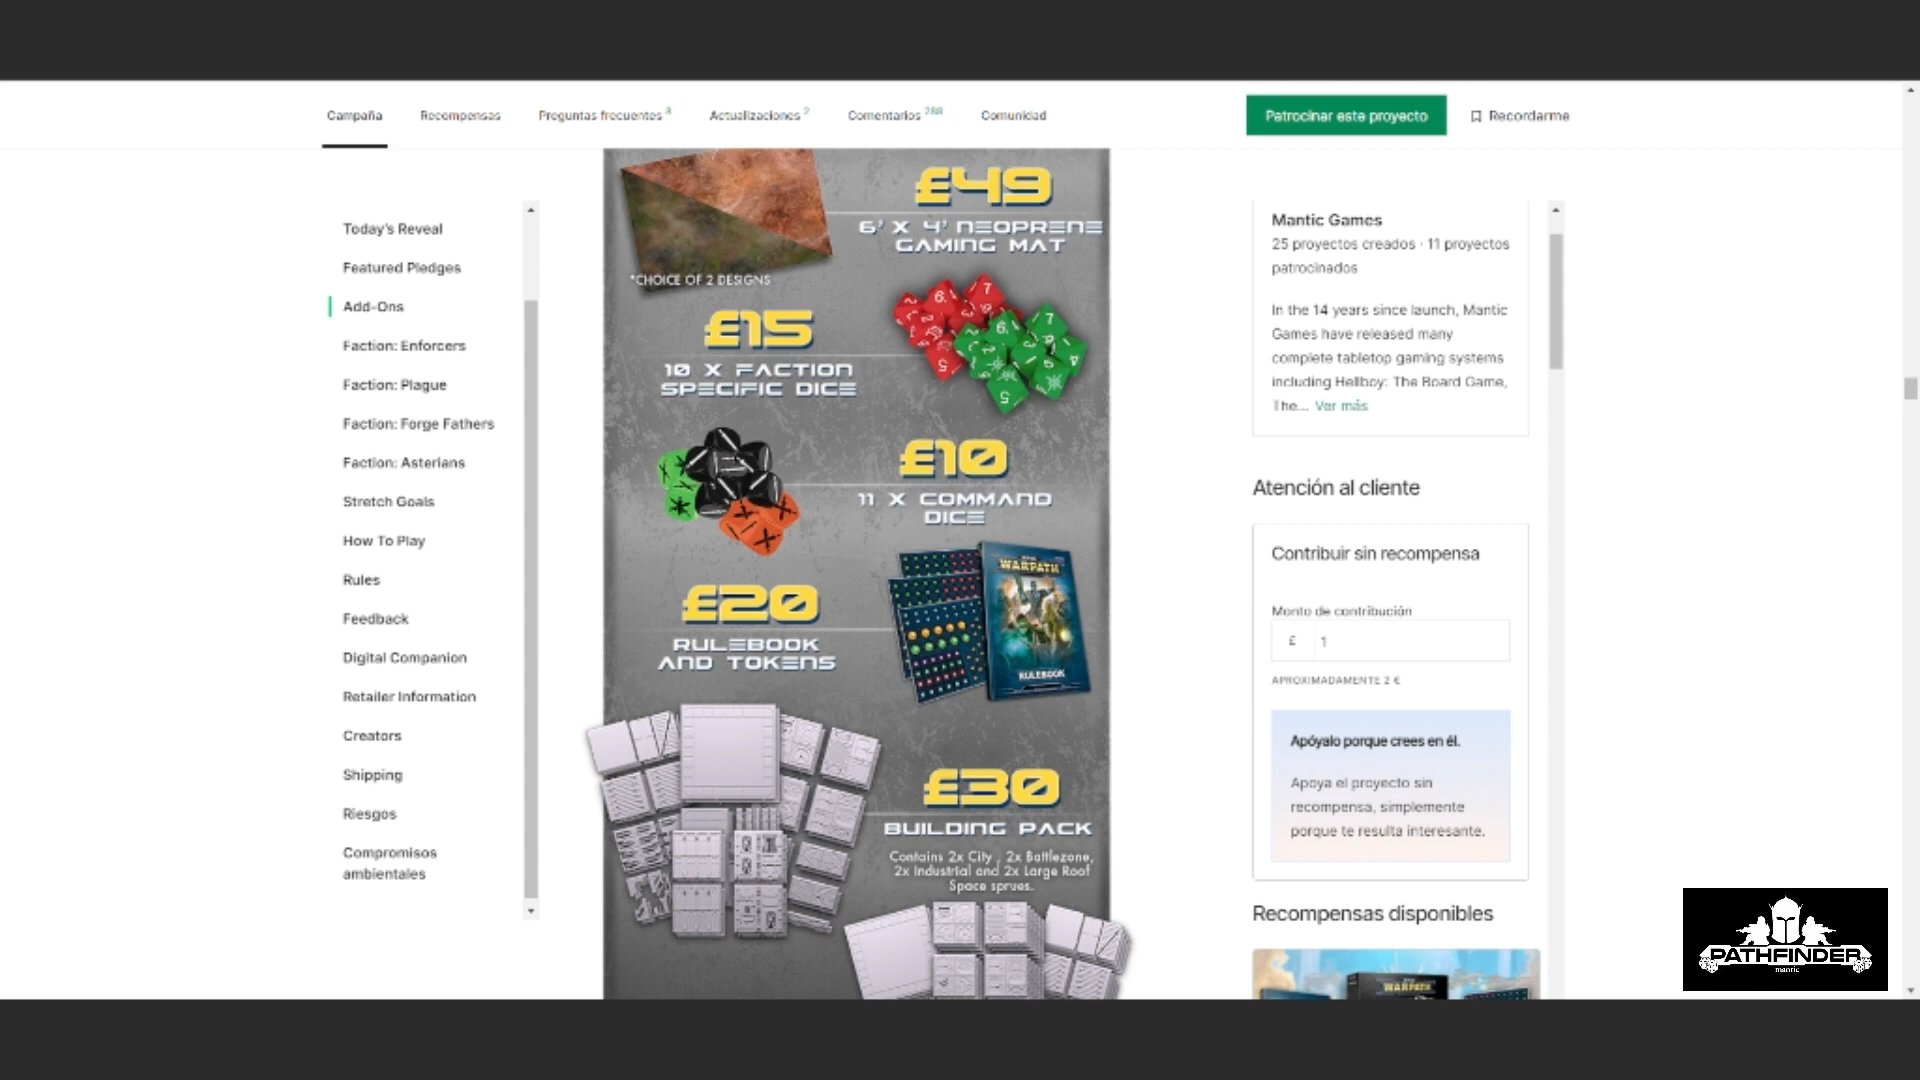 Campaña
Recompensas
Preguntas frecuentes 8
Actualizaciones 2
Comentarios 288
Comunidad
Patrocinar este proyecto
Recordarme
Today's Reveal
Featured Pledges
Add-Ons
Faction: Enforcers
Faction: Plague
Faction: Forge Fathers
Faction: Asterians
Stretch Goals
How To Play
Rules
Feedback
Digital Companion
Retailer Information
Creators
Shipping
Riesgos
Compromisos
ambientales
£49
6' X 4' NEOPRENE
GAMING MAT
*CHOICE OF 2 DESIGNS
£15
10 X FACTION
SPECIFIC DICE
£10
11 X COMMAND
DICE
£20
RULEBOOK
AND TOKENS
WARPATH
RULEBOOK
£30
BUILDING PACK
Contains 2x City , 2x Battlezone,
2x Industrial and 2x Large Roof
Space sprues.
Mantic Games
25 proyectos creados · 11 proyectos
patrocinados
In the 14 years since launch, Mantic
Games have released many
complete tabletop gaming systems
including Hellboy: The Board Game,
The... Ver más
Atención al cliente
Contribuir sin recompensa
Monto de contribución
£ 1
APROXIMADAMENTE 2 €
Apóyalo porque crees en él.
Apoya el proyecto sin
recompensa, simplemente
porque te resulta interesante.
Recompensas disponibles
WARPATH
PATHFINDER
mantic